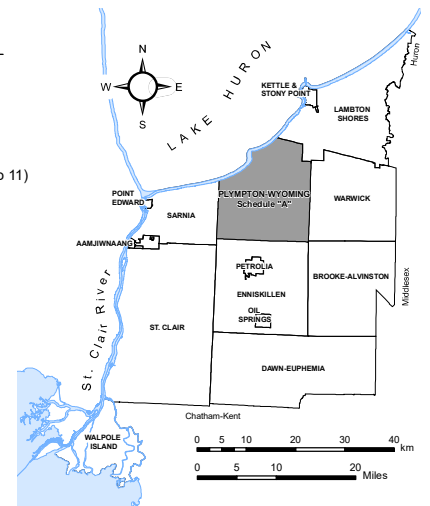 N
W E
S
LAKE HURON
Huron
KETTLE &
STONY POINT
LAMBTON
SHORES
o 11)
POINT
EDWARD
SARNIA
PLYMPTON-WYOMING
Schedule "A"
WARWICK
AAMJIWNAANG
PETROLIA
BROOKE-ALVINSTON
Middlesex
ENNISKILLEN
OIL
SPRINGS
St. Clair River
ST. CLAIR
DAWN-EUPHEMIA
Chatham-Kent
WALPOLE
ISLAND
0 5 10 20 30 40
km
0 5 10 20
Miles